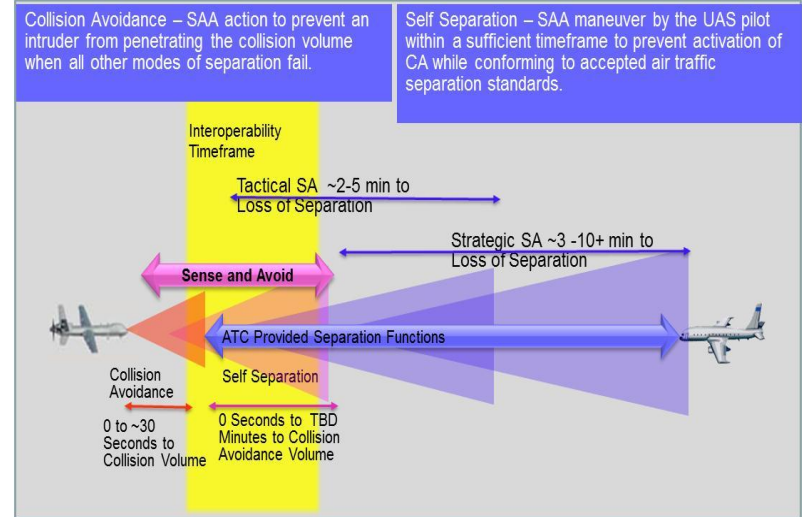 Collision Avoidance – SAA action to prevent an
intruder from penetrating the collision volume
when all other modes of separation fail.
Self Separation – SAA maneuver by the UAS pilot
within a sufficient timeframe to prevent activation of
CA while conforming to accepted air traffic
separation standards.
Interoperability
Timeframe
Tactical SA ~2-5 min to
Loss of Separation
Strategic SA ~3 -10+ min to
Loss of Separation
Sense and Avoid
ATC Provided Separation Functions
Collision
Avoidance
Self Separation
0 to ~30
Seconds to
Collision Volume
0 Seconds to TBD
Minutes to Collision
Avoidance Volume